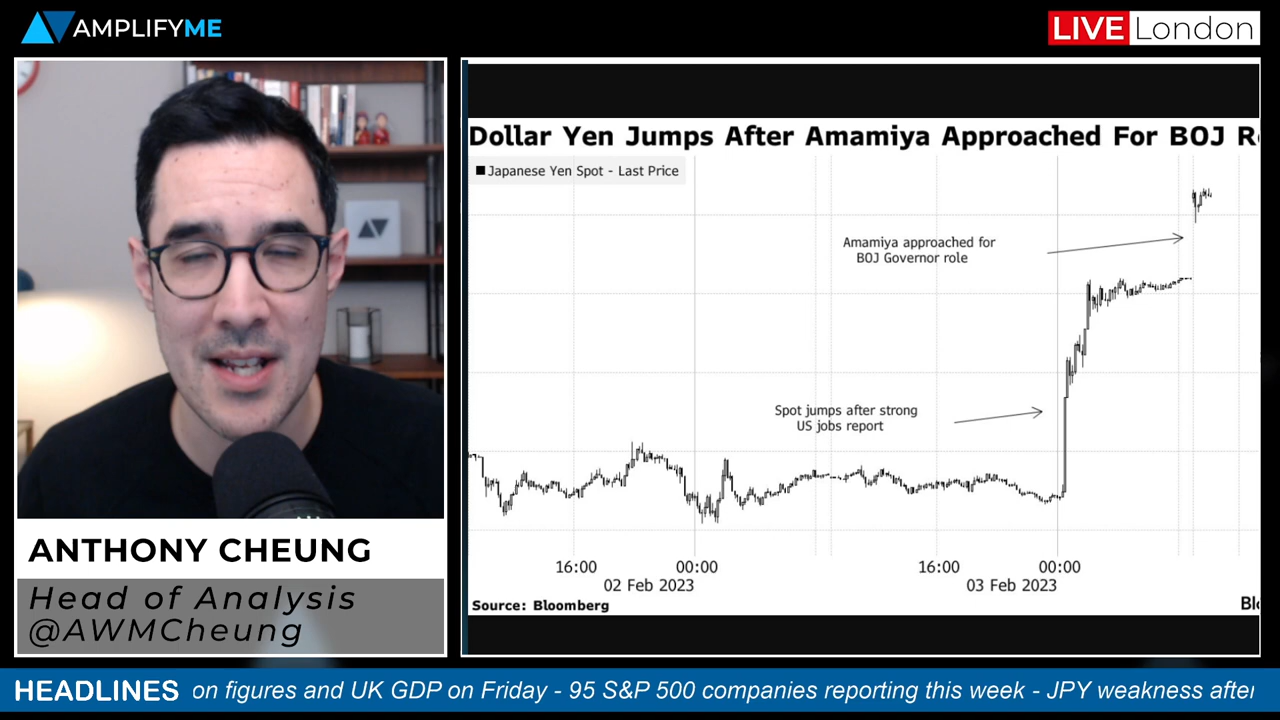 AMPLIFYME
LIVE London
Dollar Yen Jumps After Amamiya Approached For BOJ R
Japanese Yen Spot - Last Price
Amamiya approached for
BOJ Governor role
Spot jumps after strong
US jobs report
16:00 00:00 16:00 00:00
02 Feb 2023 03 Feb 2023
Source: Bloomberg
Bl
ANTHONY CHEUNG
Head of Analysis
@AWMCheung
HEADLINES on figures and UK GDP on Friday - 95 S&P 500 companies reporting this week - JPY weakness after